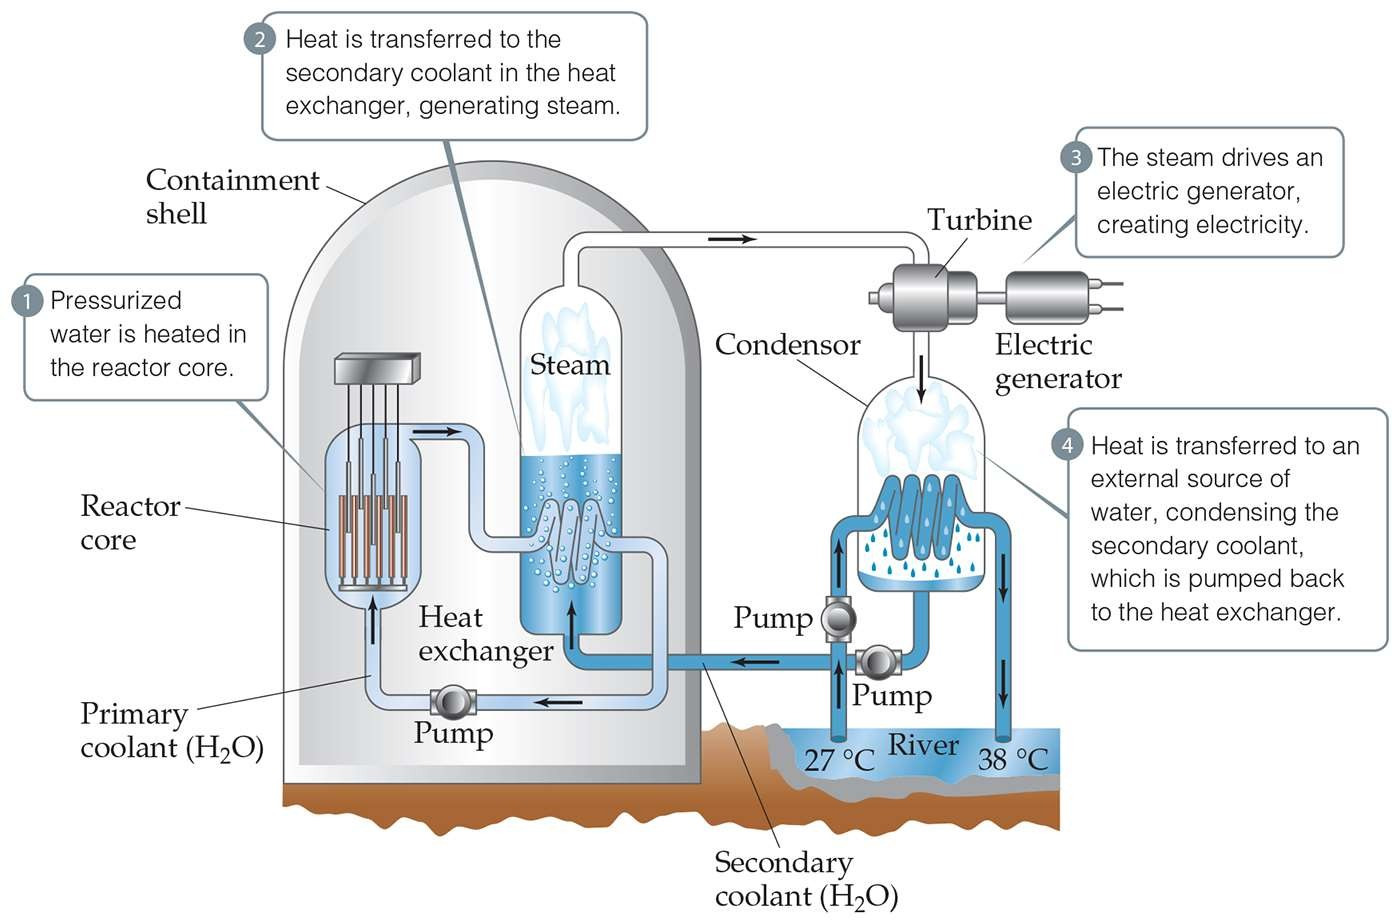 2 Heat is transferred to the
secondary coolant in the heat
exchanger, generating steam.
3 The steam drives an
electric generator,
creating electricity.
Containment
shell
Turbine
1 Pressurized
water is heated in
the reactor core.
Steam
Condensor
Electric
generator
4 Heat is transferred to an
external source of
water, condensing the
secondary coolant,
which is pumped back
to the heat exchanger.
Reactor
core
Heat
exchanger
Pump
Pump
Primary
coolant (H₂O)
Pump
27 °C
River
38 °C
Secondary
coolant (H₂O)